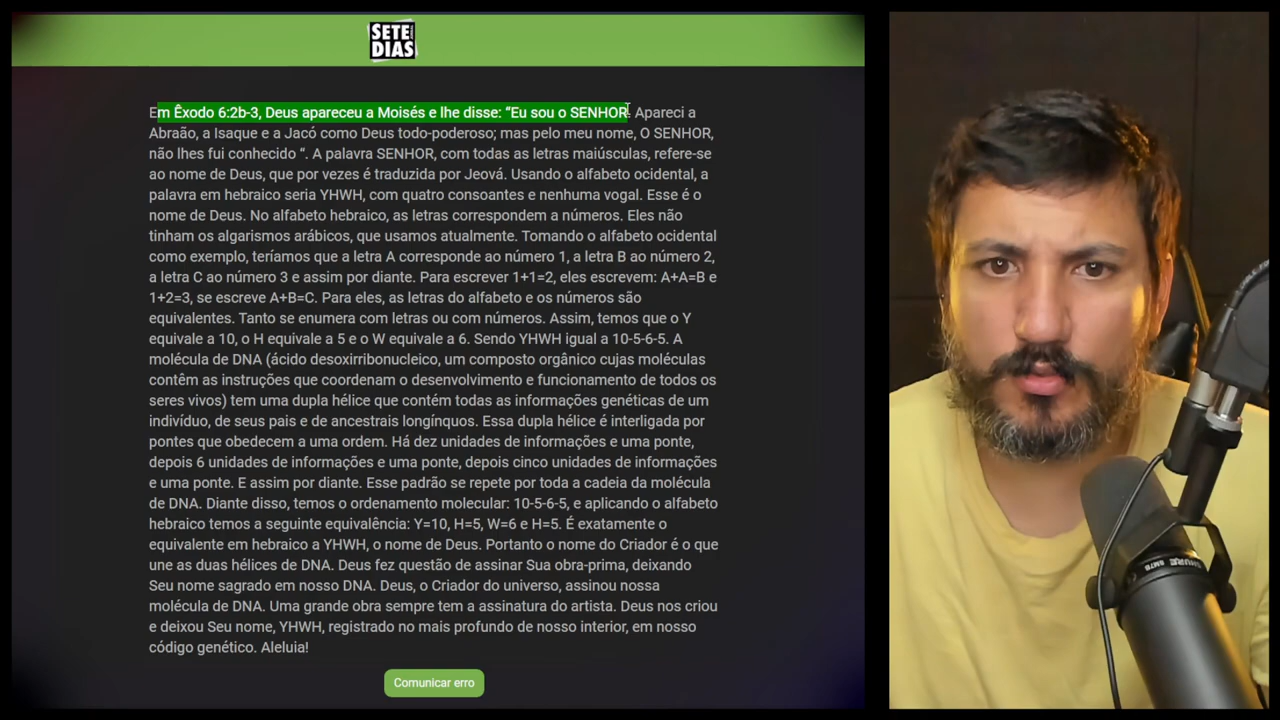 SETE
DIAS
Em Êxodo 6:2b-3, Deus apareceu a Moisés e lhe disse: “Eu sou o SENHOR. Apareci a
Abraão, a Isaque e a Jacó como Deus todo-poderoso; mas pelo meu nome, O SENHOR,
não lhes fui conhecido “. A palavra SENHOR, com todas as letras maiúsculas, refere-se
ao nome de Deus, que por vezes é traduzida por Jeová. Usando o alfabeto ocidental, a
palavra em hebraico seria YHWH, com quatro consoantes e nenhuma vogal. Esse é o
nome de Deus. No alfabeto hebraico, as letras correspondem a números. Eles não
tinham os algarismos arábicos, que usamos atualmente. Tomando o alfabeto ocidental
como exemplo, teríamos que a letra A corresponde ao número 1, a letra B ao número 2,
a letra C ao número 3 e assim por diante. Para escrever 1+1=2, eles escrevem: A+A=B e
1+2=3, se escreve A+B=C. Para eles, as letras do alfabeto e os números são
equivalentes. Tanto se enumera com letras ou com números. Assim, temos que o Y
equivale a 10, o H equivale a 5 e o W equivale a 6. Sendo YHWH igual a 10-5-6-5. A
molécula de DNA (ácido desoxirribonucleico, um composto orgânico cujas moléculas
contêm as instruções que coordenam o desenvolvimento e funcionamento de todos os
seres vivos) tem uma dupla hélice que contém todas as informações genéticas de um
indivíduo, de seus pais e de ancestrais longínquos. Essa dupla hélice é interligada por
pontes que obedecem a uma ordem. Há dez unidades de informações e uma ponte,
depois 6 unidades de informações e uma ponte, depois cinco unidades de informações
e uma ponte. E assim por diante. Esse padrão se repete por toda a cadeia da molécula
de DNA. Diante disso, temos o ordenamento molecular: 10-5-6-5, e aplicando o alfabeto
hebraico temos a seguinte equivalência: Y=10, H=5, W=6 e H=5. É exatamente o
equivalente em hebraico a YHWH, o nome de Deus. Portanto o nome do Criador é o que
une as duas hélices de DNA. Deus fez questão de assinar Sua obra-prima, deixando
Seu nome sagrado em nosso DNA. Deus, o Criador do universo, assinou nossa
molécula de DNA. Uma grande obra sempre tem a assinatura do artista. Deus nos criou
e deixou Seu nome, YHWH, registrado no mais profundo de nosso interior, em nosso
código genético. Aleluia!
Comunicar erro
SHURE SM7B